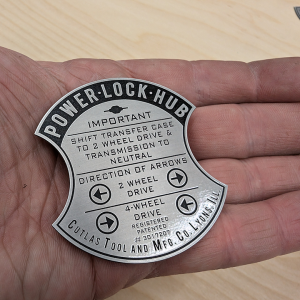 POWER-LOCK-HUB
IMPORTANT
SHIFT TRANSFER CASE
TO 2 WHEEL DRIVE &
TRANSMISSION TO
NEUTRAL
DIRECTION OF ARROWS
2 WHEEL
DRIVE
4-WHEEL
DRIVE
REGISTERED
PATENTED
# 3017209
CUTLAS TOOL AND MFG. CO. LYONS, ILL